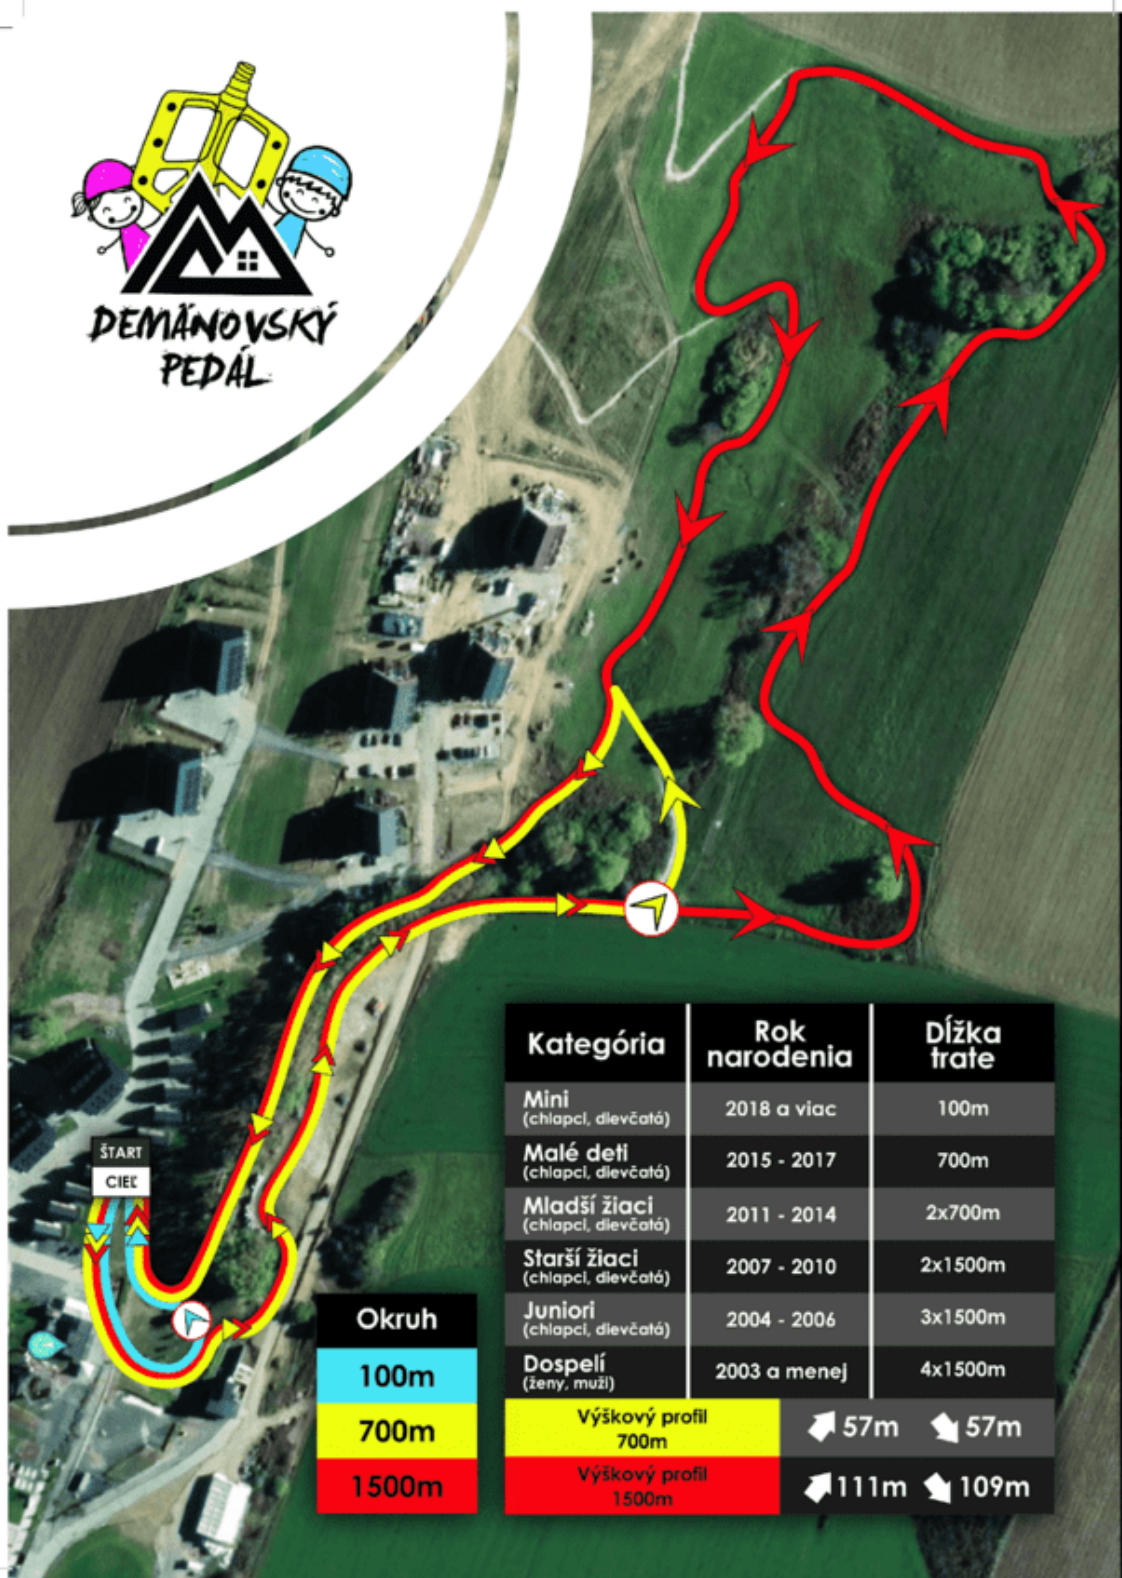 DEMÄNOVSKÝ
PEDÁL
ŠTART
CIEĽ
Kategória
Rok
narodenia
Dĺžka
trate
Mini
(chlapci, dievčatá)
2018 a viac
100m
Malé deti
(chlapci, dievčatá)
2015 - 2017
700m
Mladší žiaci
(chlapci, dievčatá)
2011 - 2014
2x700m
Starší žiaci
(chlapci, dievčatá)
2007 - 2010
2x1500m
Juniori
(chlapci, dievčatá)
2004 - 2006
3x1500m
Dospelí
(ženy, muži)
2003 a menej
4x1500m
Výškový profil
700m
57m
57m
Výškový profil
1500m
111m
109m
Okruh
100m
700m
1500m